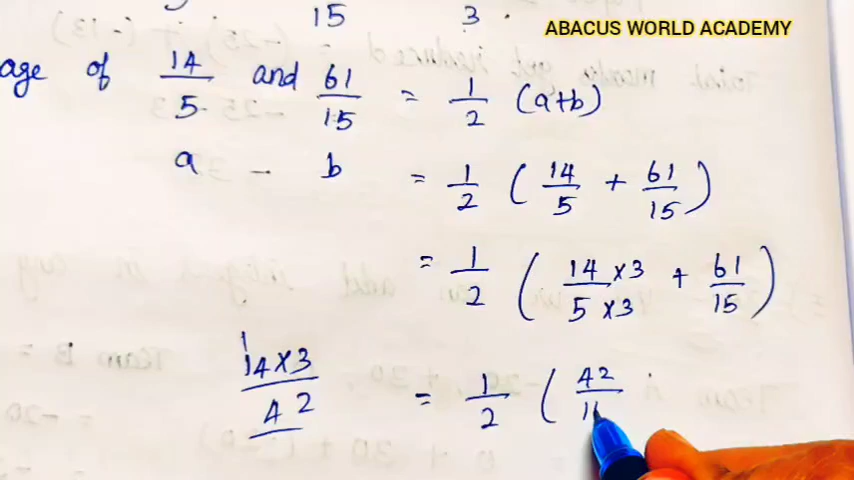 15 3.
ABACUS WORLD ACADEMY
age of 14/5 and 61/15 = 1/2 (a+b)
a - b
= 1/2 (14/5 + 61/15)
= 1/2 (14×3/5×3 + 61/15)
14×3
42
= 1/2 (42/1